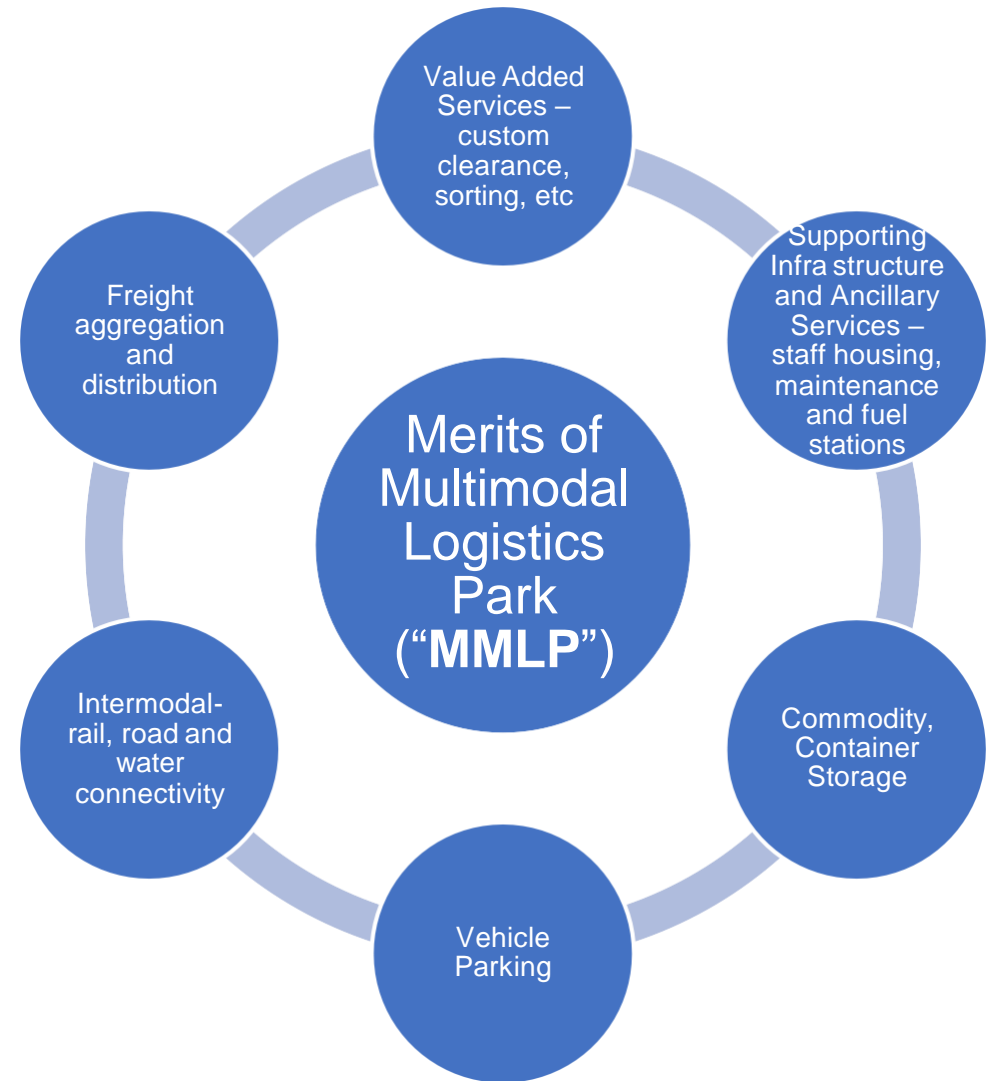 Value Added
Services –
custom
clearance,
sorting, etc
Supporting
Infra structure
and Ancillary
Services –
staff housing,
maintenance
and fuel
stations
Commodity,
Container
Storage
Vehicle
Parking
Intermodal-
rail, road and
water
connectivity
Freight
aggregation
and
distribution
Merits of
Multimodal
Logistics
Park
(“MMLP”)